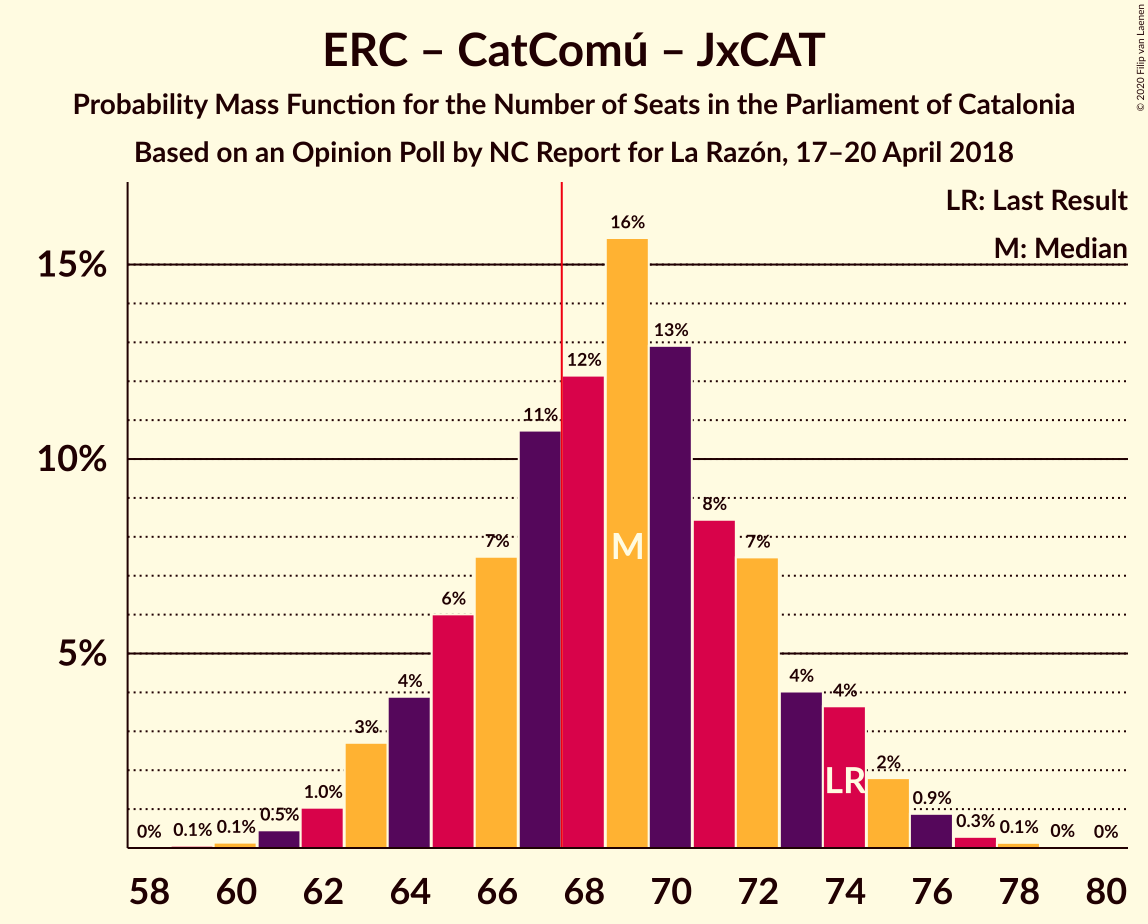 ERC – CatComú – JxCAT
Probability Mass Function for the Number of Seats in the Parliament of Catalonia
Based on an Opinion Poll by NC Report for La Razón, 17–20 April 2018
© 2020 Filip van Laenen
LR: Last Result
M: Median
15%
10%
5%
0%
0.1%
0.1%
0.5%
1.0%
3%
4%
6%
7%
11%
12%
16%
13%
8%
7%
4%
4%
2%
0.9%
0.3%
0.1%
0%
0%
M
LR
58 60 62 64 66 68 70 72 74 76 78 80